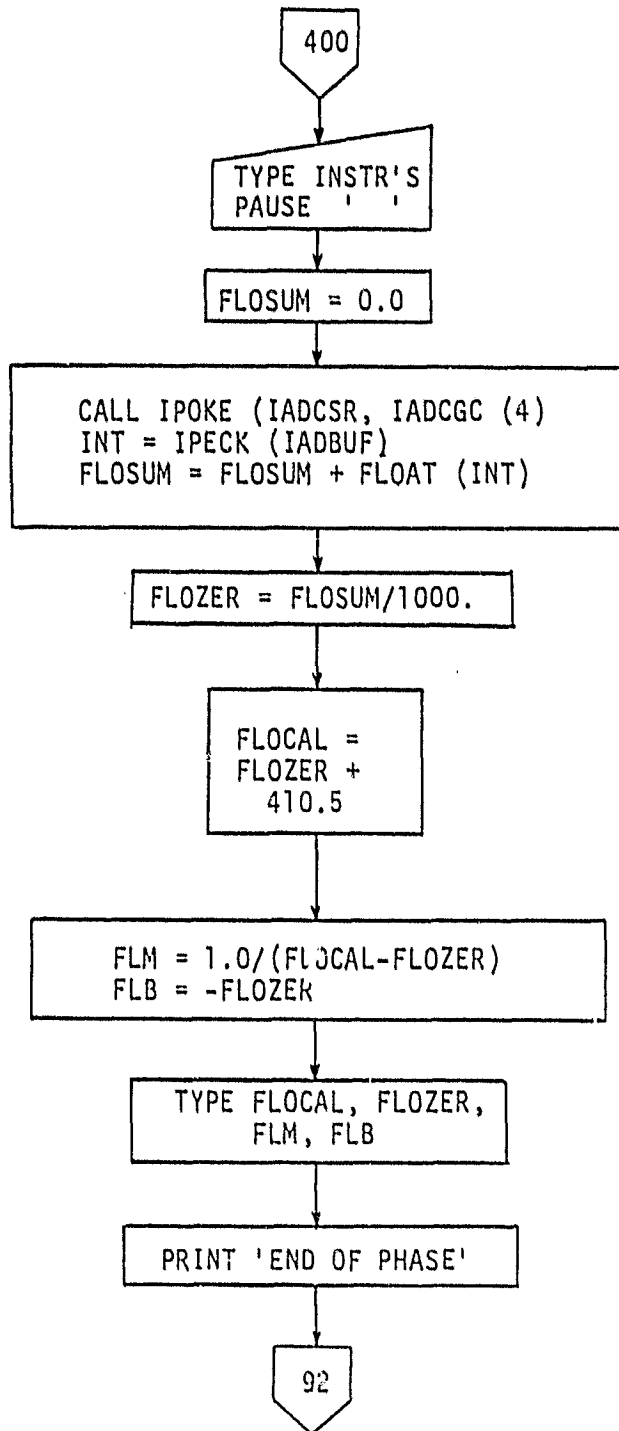 400
TYPE INSTR'S
PAUSE ' '
FLOSUM = 0.0
CALL IPOKE (IADCSR, IADCGC (4)
INT = IPECK (IADBUF)
FLOSUM = FLOSUM + FLOAT (INT)
FLOZER = FLOSUM/1000.
FLOCAL =
FLOZER +
410.5
FLM = 1.0/(FLOCAL-FLOZER)
FLB = -FLOZER
TYPE FLOCAL, FLOZER,
FLM, FLB
PRINT 'END OF PHASE'
92